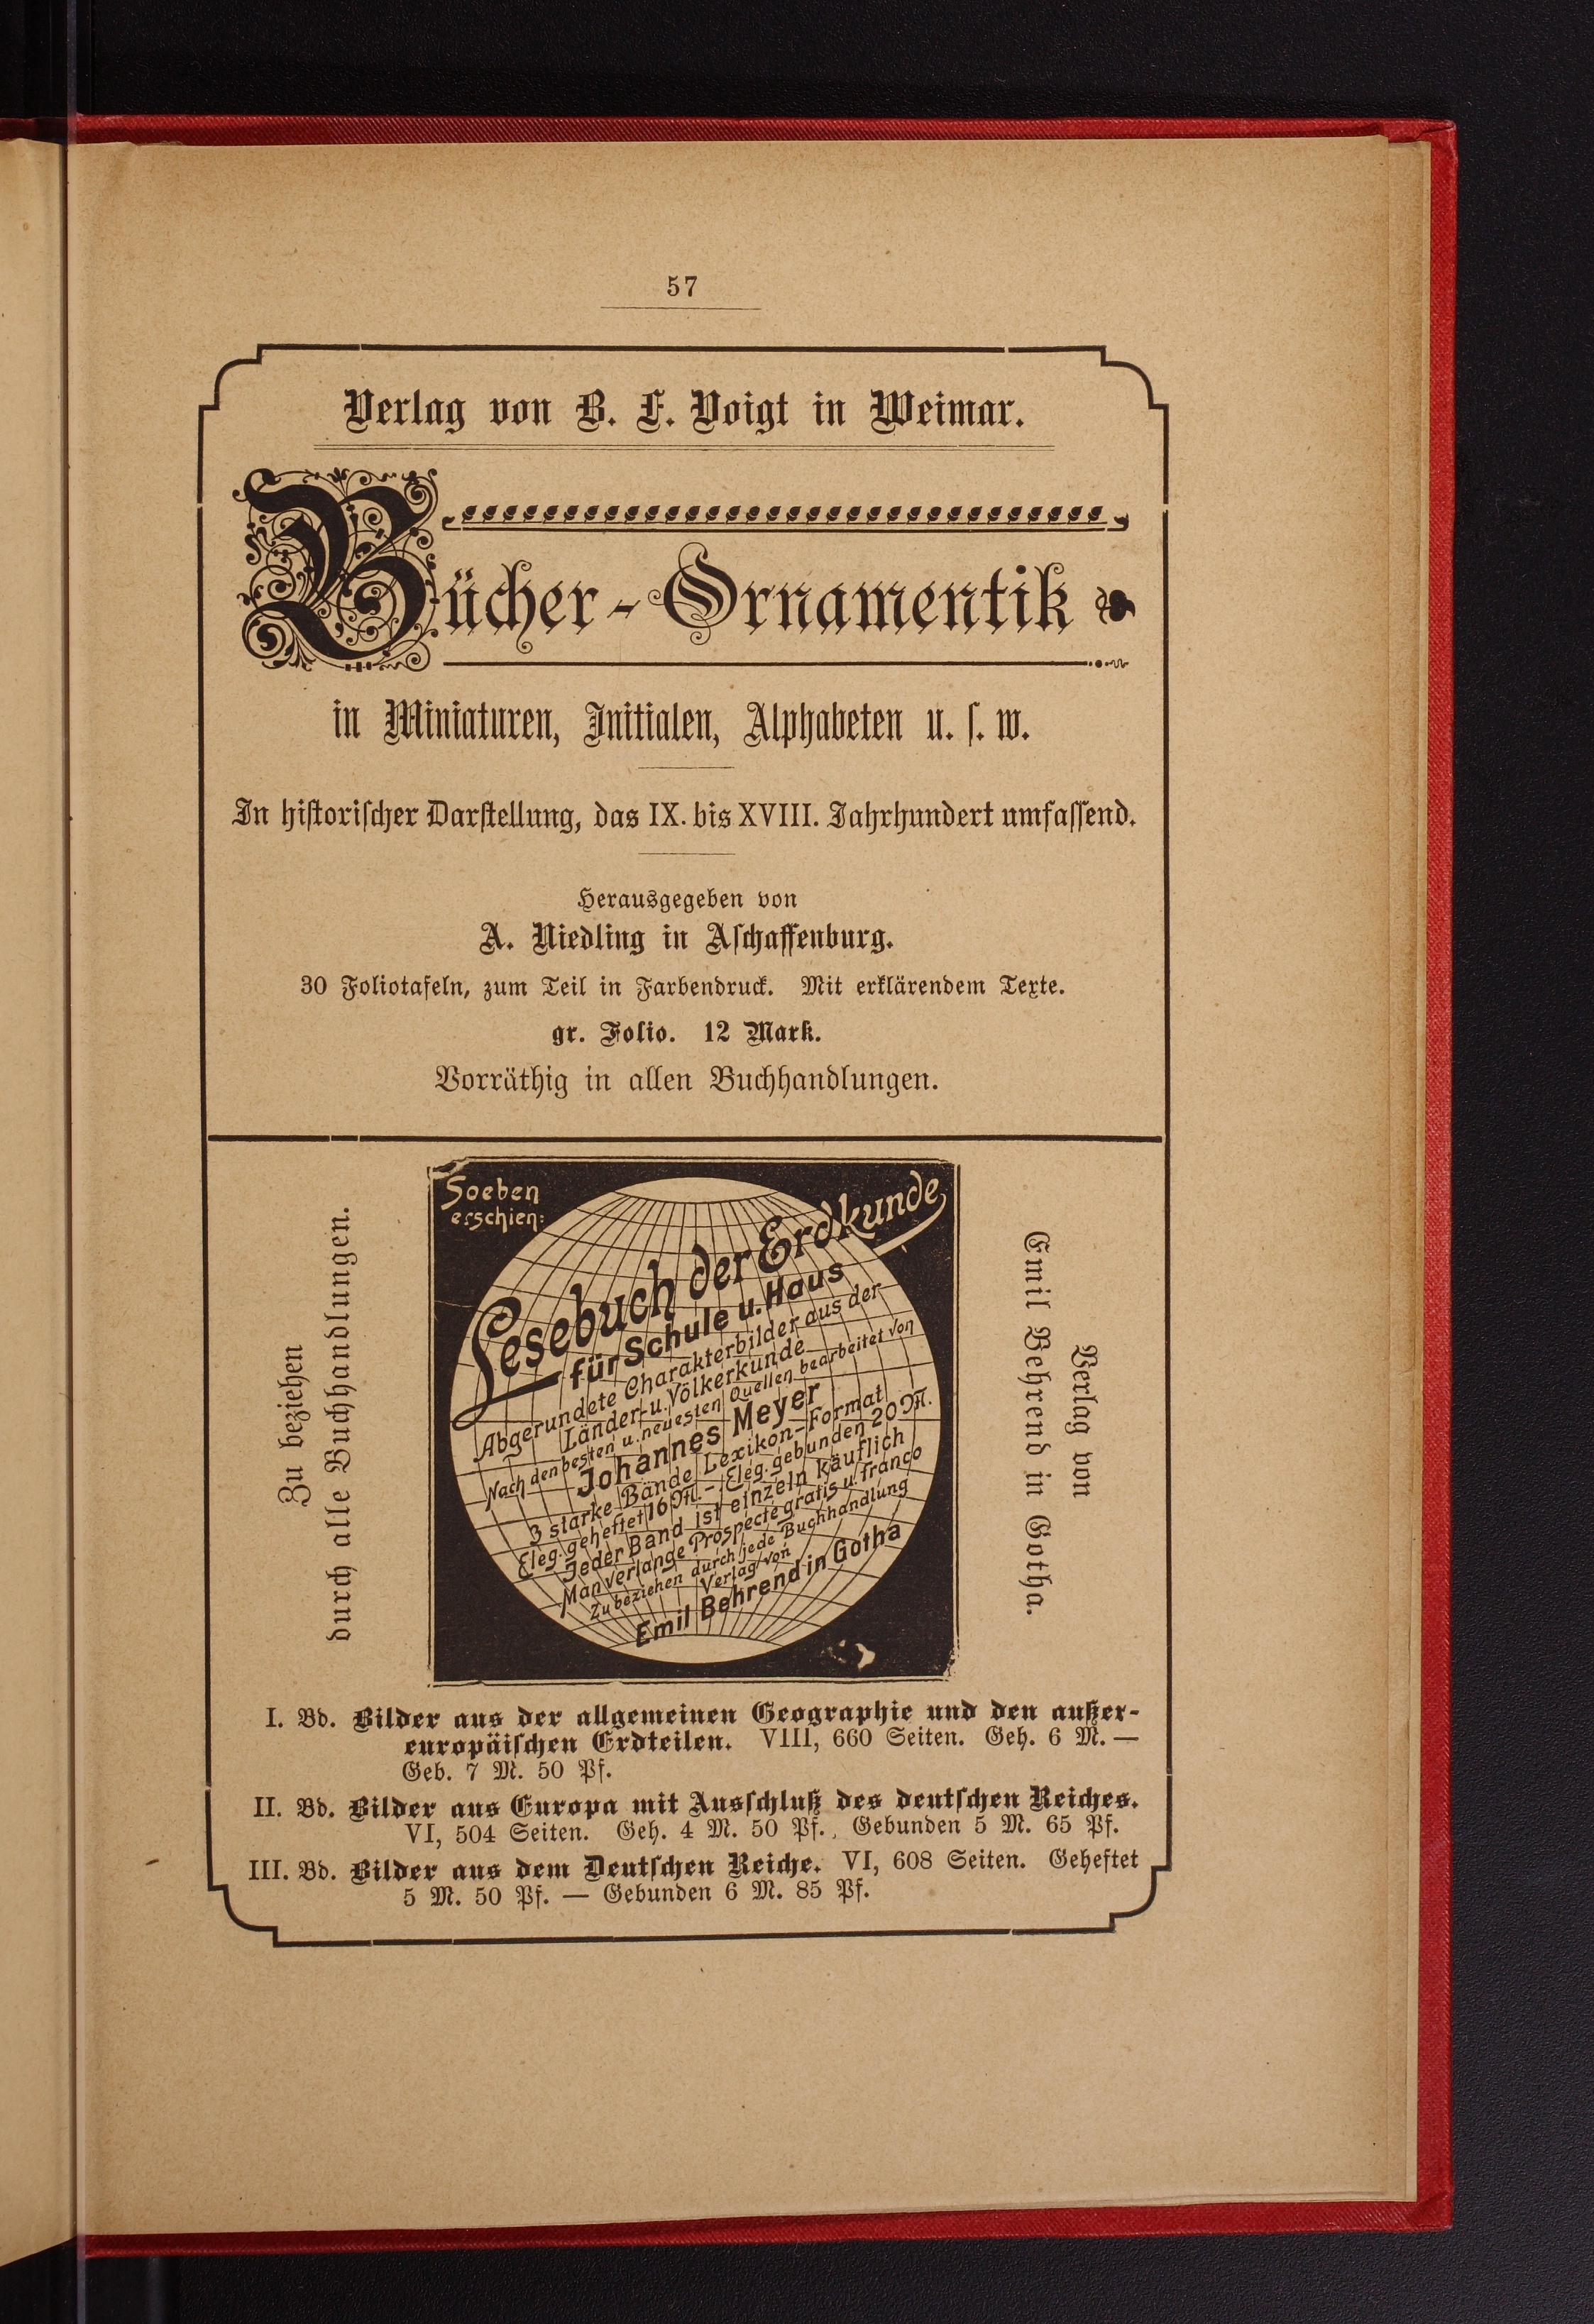 57
Verlag von B. F. Voigt in Weimar.
Bücher-Ornamentik
in Miniaturen, Initialen, Alphabeten u. ſ. w.
In hiſtoriſcher Darſtellung, das IX. bis XVIII. Jahrhundert umfaſſend.
Herausgegeben von
A. Niedling in Aſchaffenburg.
30 Foliotafeln, zum Teil in Farbendruck. Mit erklärendem Texte.
gr. Folio. 12 Mark.
Vorräthig in allen Buchhandlungen.
Zu beziehen
durch alle Buchhandlungen.
Soeben
erschien:
Lesebuch der Erdkunde
für Schule u. Haus
Abgerundete Charakterbilder aus der
Länder- u. Völkerkunde
Nach den besten u. neuesten Quellen bearbeitet von
Johannes Meyer
3 starke Bände Lexikon-Format
Eleg. geheftet 16 M. - Eleg. gebunden 20 M.
Jeder Band ist einzeln käuflich
Man verlange Prospecte gratis u. franco
Zu beziehen durch jede Buchhandlung
Verlag von
Emil Behrend in Gotha
Verlag von
Emil Behrend in Gotha.
I. Bd. Bilder aus der allgemeinen Geographie und den außer-
europäiſchen Erdteilen. VIII, 660 Seiten. Geh. 6 M. —
Geb. 7 M. 50 Pf.
II. Bd. Bilder aus Europa mit Ausſchluß des deutſchen Reiches.
VI, 504 Seiten. Geh. 4 M. 50 Pf. Gebunden 5 M. 65 Pf.
III. Bd. Bilder aus dem Deutſchen Reiche. VI, 608 Seiten. Geheftet
5 M. 50 Pf. — Gebunden 6 M. 85 Pf.